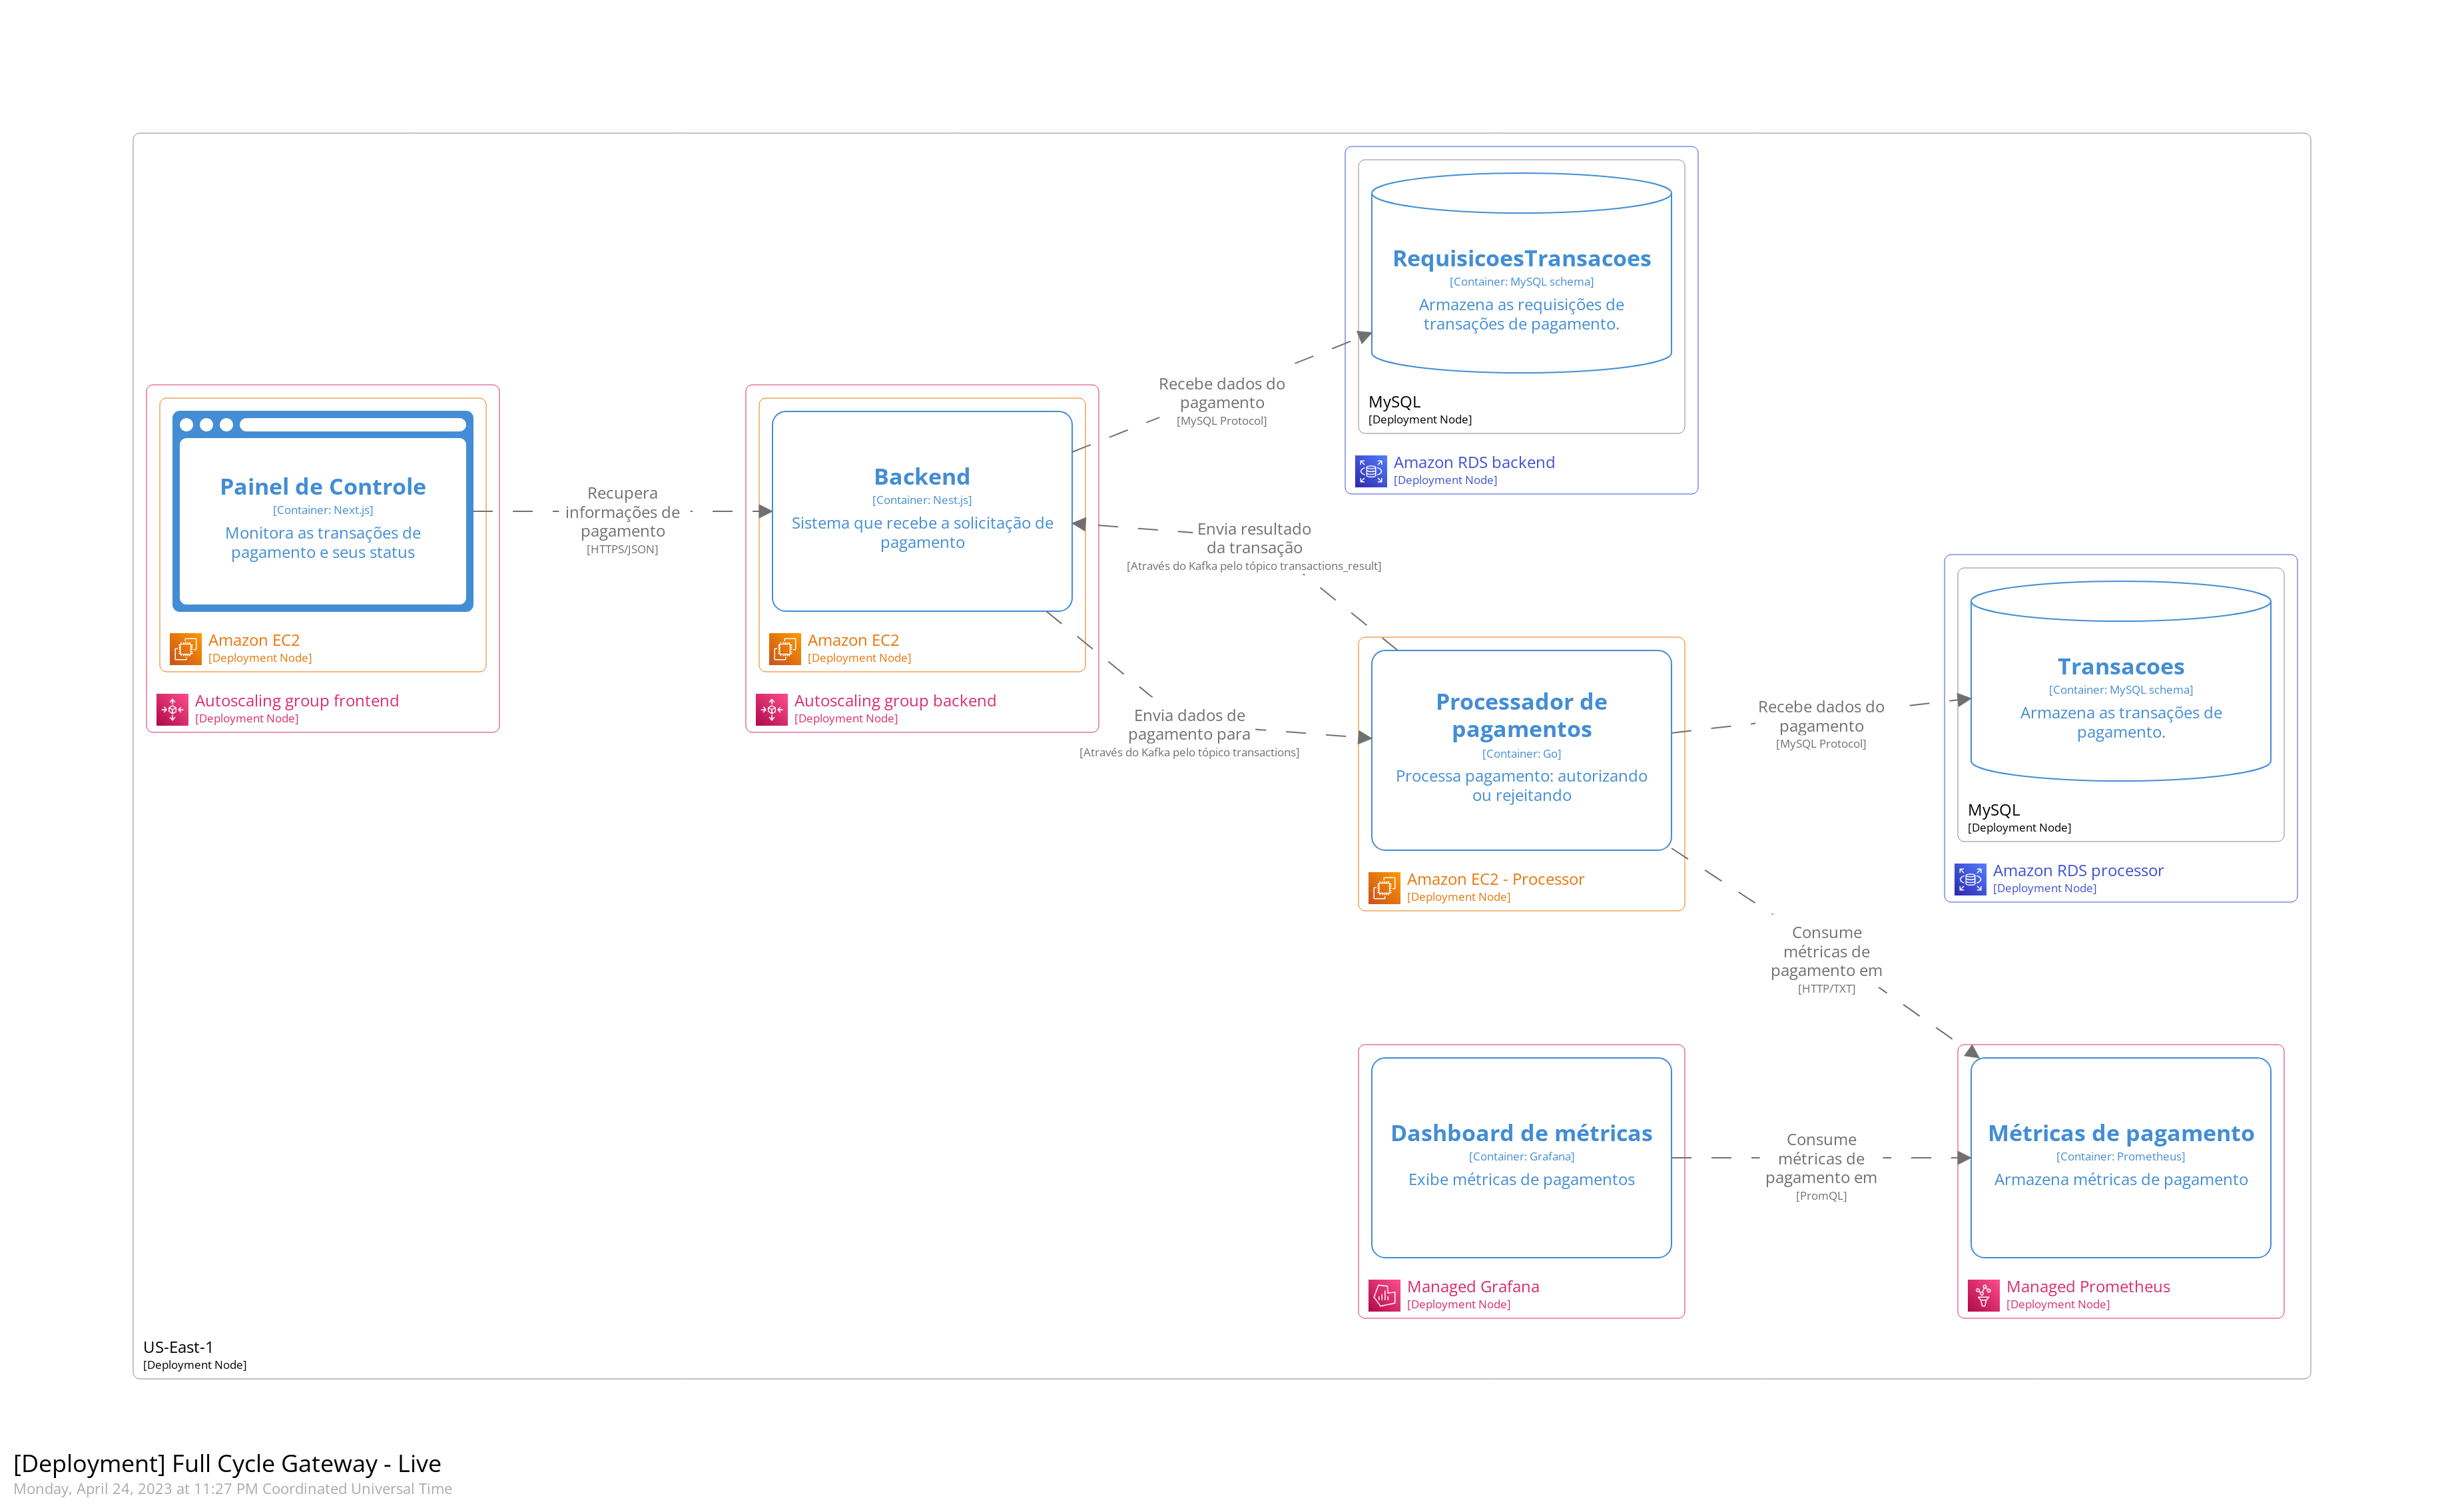 RequisicoesTransacoes
[Container: MySQL schema]
Armazena as requisições de
transações de pagamento.
MySQL
[Deployment Node]
Amazon RDS backend
[Deployment Node]
Painel de Controle
[Container: Next.js]
Monitora as transações de
pagamento e seus status
Amazon EC2
[Deployment Node]
Autoscaling group frontend
[Deployment Node]
Recupera
informações de
pagamento
[HTTPS/JSON]
Backend
[Container: Nest.js]
Sistema que recebe a solicitação de
pagamento
Amazon EC2
[Deployment Node]
Autoscaling group backend
[Deployment Node]
Recebe dados do
pagamento
[MySQL Protocol]
Envia resultado
da transação
[Através do Kafka pelo tópico transactions_result]
Envia dados de
pagamento para
[Através do Kafka pelo tópico transactions]
Processador de
pagamentos
[Container: Go]
Processa pagamento: autorizando
ou rejeitando
Amazon EC2 - Processor
[Deployment Node]
Recebe dados do
pagamento
[MySQL Protocol]
Transacoes
[Container: MySQL schema]
Armazena as transações de
pagamento.
MySQL
[Deployment Node]
Amazon RDS processor
[Deployment Node]
Consume
métricas de
pagamento em
[HTTP/TXT]
Dashboard de métricas
[Container: Grafana]
Exibe métricas de pagamentos
Managed Grafana
[Deployment Node]
Consume
métricas de
pagamento em
[PromQL]
Métricas de pagamento
[Container: Prometheus]
Armazena métricas de pagamento
Managed Prometheus
[Deployment Node]
US-East-1
[Deployment Node]
[Deployment] Full Cycle Gateway - Live
Monday, April 24, 2023 at 11:27 PM Coordinated Universal Time